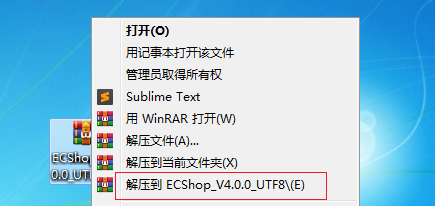 打开(O)
用记事本打开该文件
管理员取得所有权
Sublime Text
用 WinRAR 打开(W)
解压文件(A)...
解压到当前文件夹(X)
解压到 ECShop_V4.0.0_UTF8\(E)
ECShop
0.0_UTF8